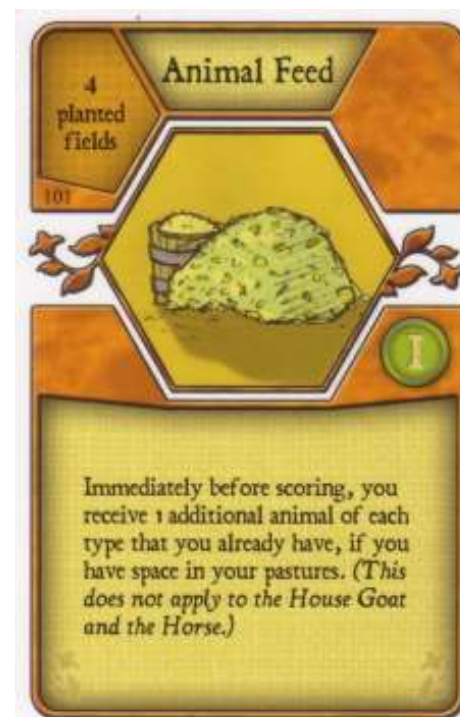 Animal Feed
4
planted
fields
101
I
Immediately before scoring, you
receive 1 additional animal of each
type that you already have, if you
have space in your pastures. (This
does not apply to the House Goat
and the Horse.)